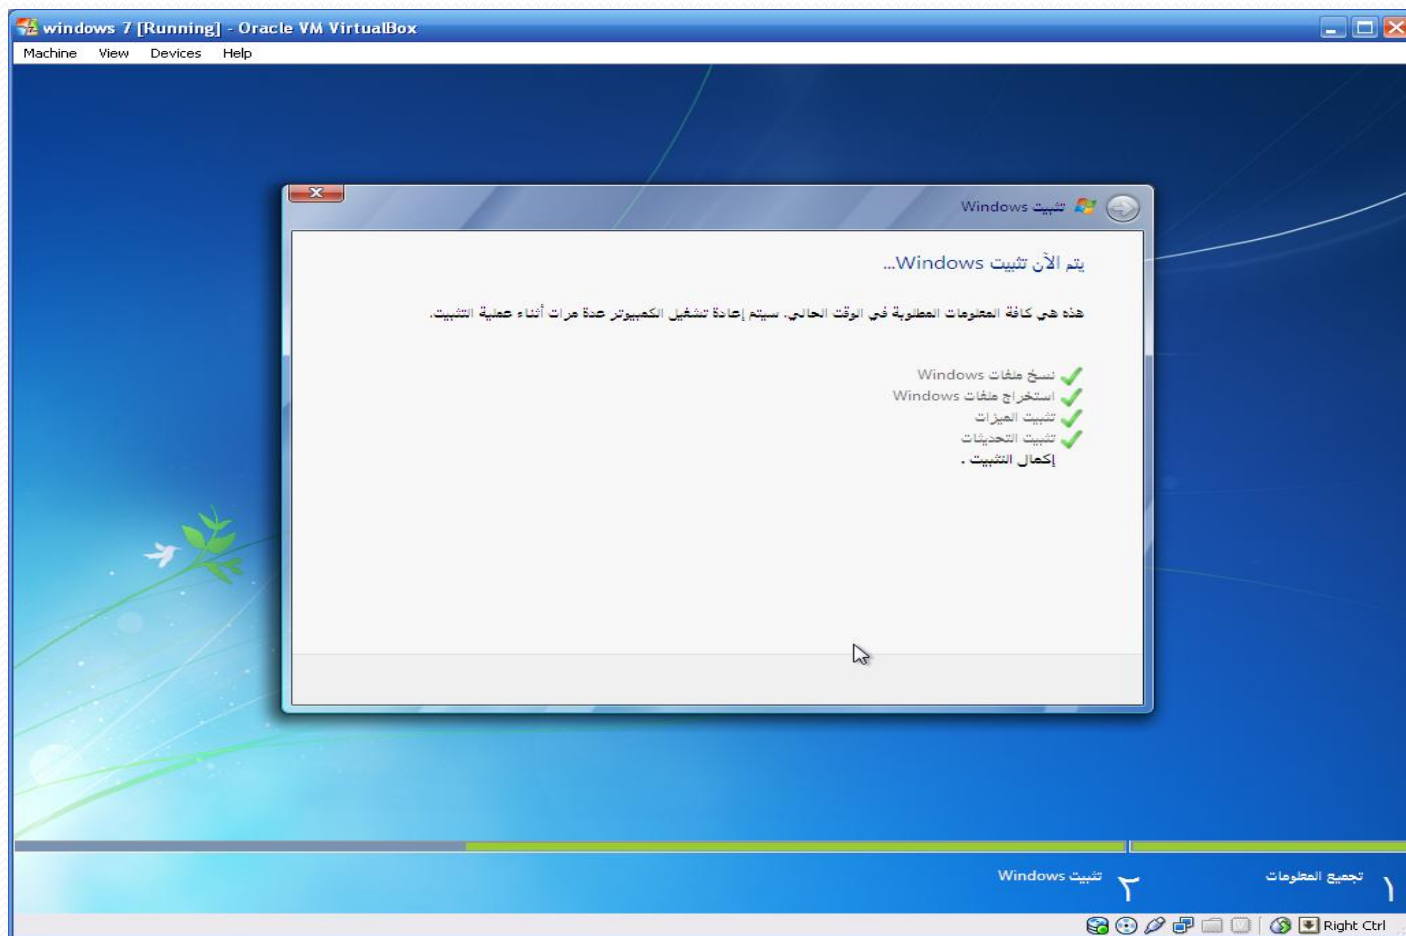 windows 7 [Running] - Oracle VM VirtualBox
Machine View Devices Help
تثبيت Windows
يتم الآن تثبيت Windows...
هذه هي كافة المعلومات المطلوبة في الوقت الحالي. سيتم إعادة تشغيل الكمبيوتر عدة مرات أثناء عملية التثبيت.
نسخ ملفات Windows
استخراج ملفات Windows
تثبيت الميزات
تثبيت التحديثات
إكمال التثبيت .
١ تجميع المعلومات
٢ تثبيت Windows
Right Ctrl